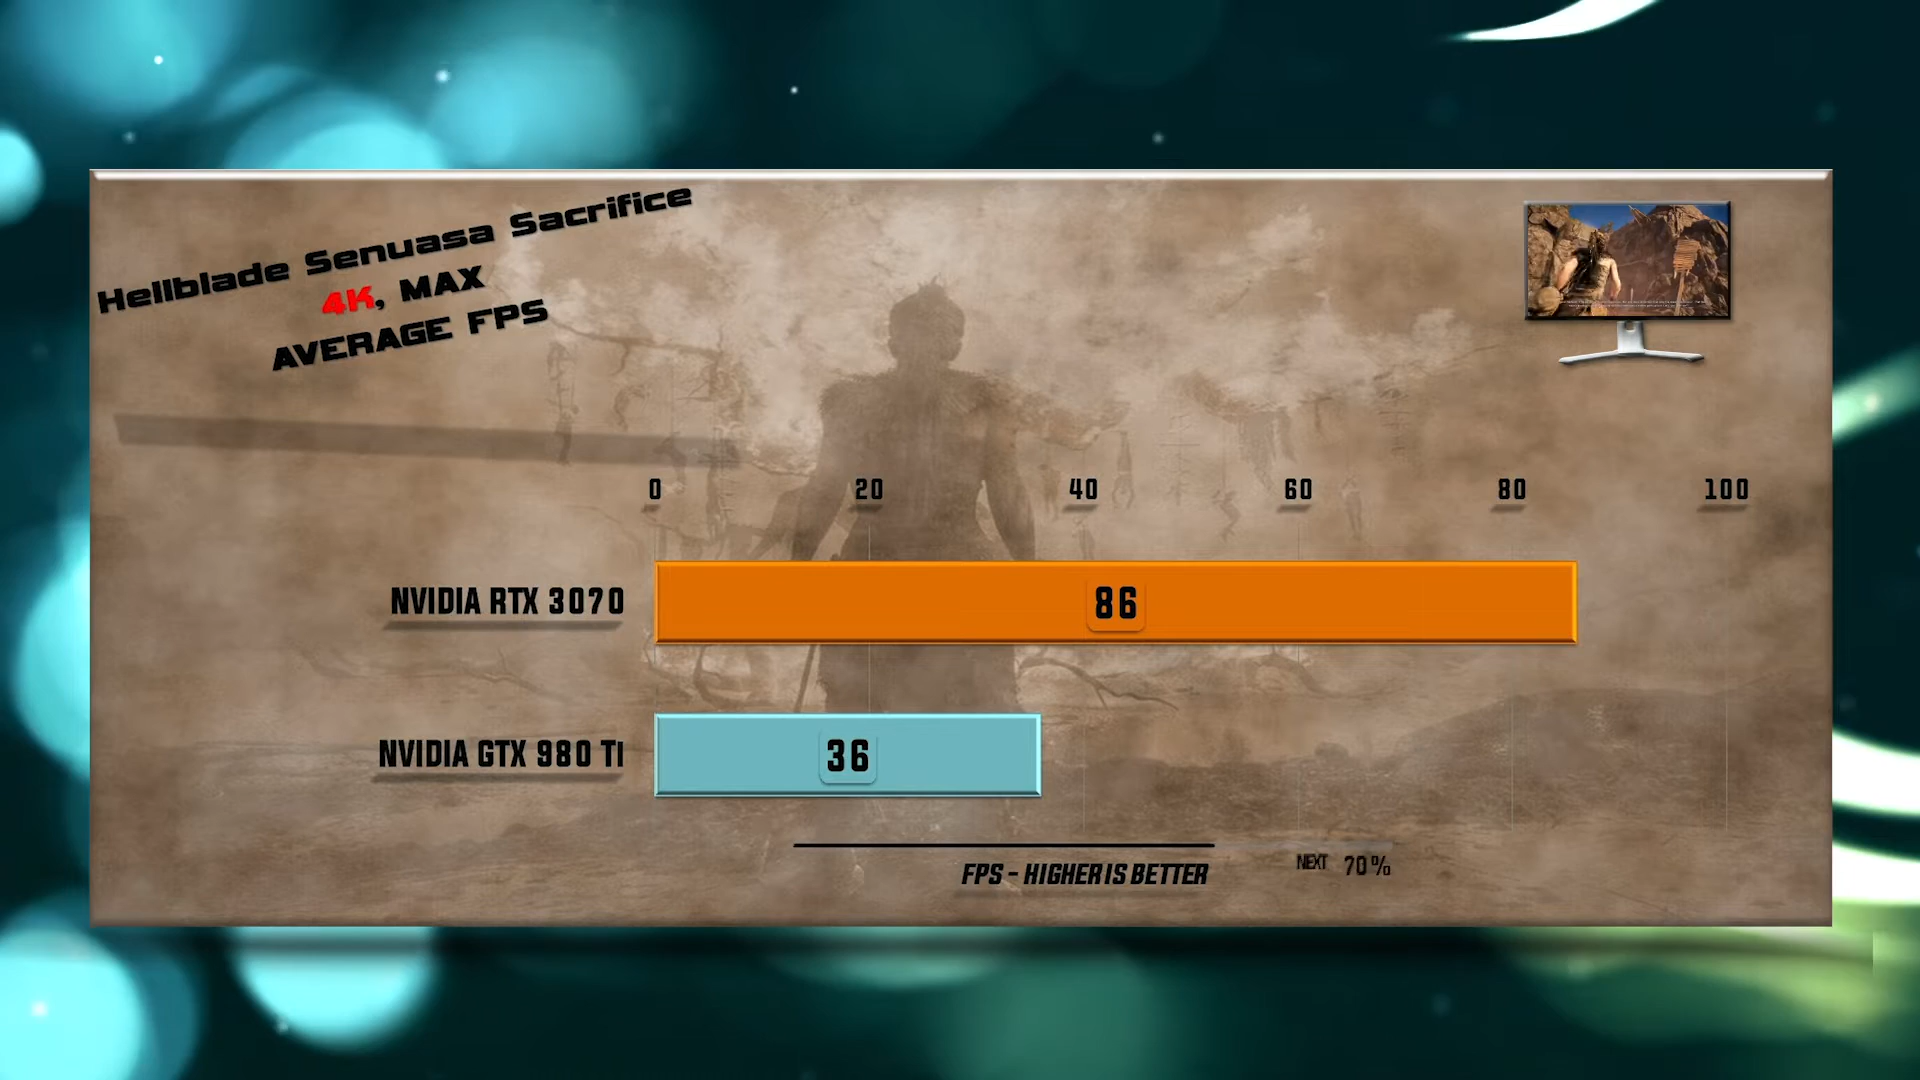 Hellblade Senuasa Sacrifice
4K, MAX
AVERAGE FPS
0 20 40 60 80 100
NVIDIA RTX 3070 86
NVIDIA GTX 980 TI 36
FPS - HIGHER IS BETTER
NEXT 70%